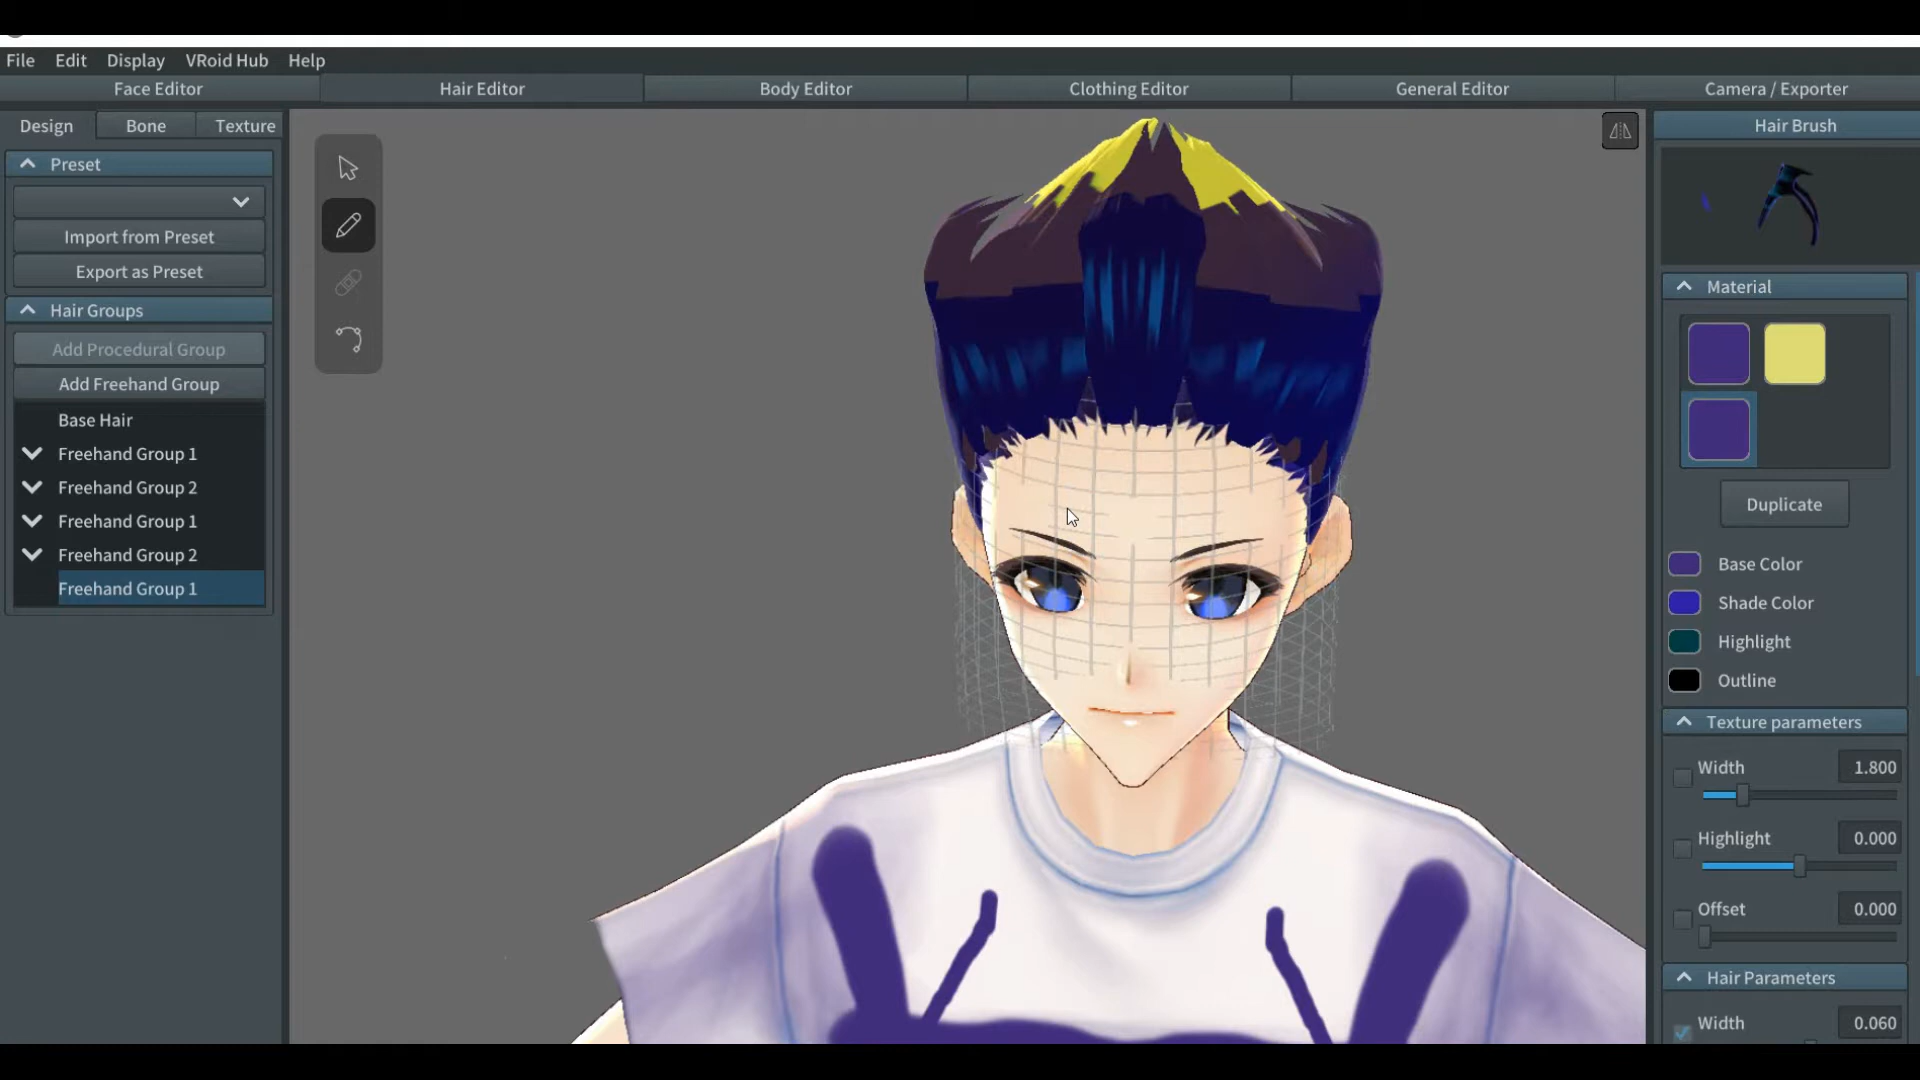 File Edit Display VRoid Hub Help
Face Editor Hair Editor Body Editor Clothing Editor General Editor Camera / Exporter
Design Bone Texture
Hair Brush
Preset
Import from Preset
Export as Preset
Hair Groups
Add Procedural Group
Add Freehand Group
Base Hair
Freehand Group 1
Freehand Group 2
Freehand Group 1
Freehand Group 2
Freehand Group 1
Material
Duplicate
Base Color
Shade Color
Highlight
Outline
Texture parameters
Width 1.800
Highlight 0.000
Offset 0.000
Hair Parameters
Width 0.060